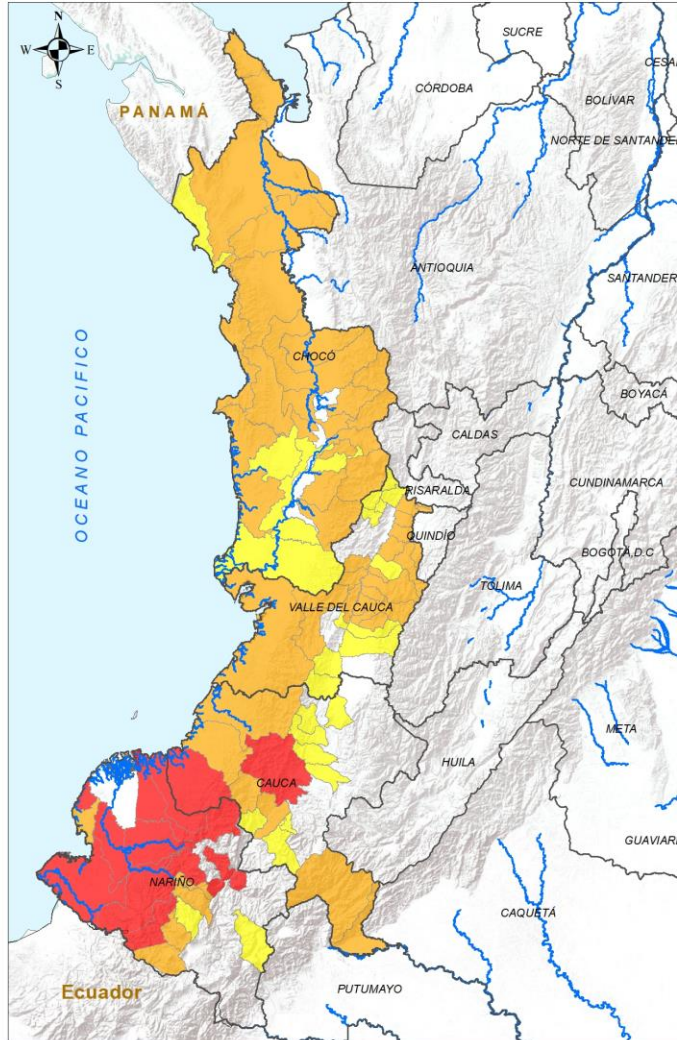 N
W E
S
PANAMÁ
SUCRE
CÓRDOBA
CESAR
BOLÍVAR
NORTE DE SANTANDER
ANTIOQUIA
SANTANDER
OCEANO PACIFICO
CHOCÓ
BOYACÁ
CALDAS
RISARALDA
CUNDINAMARCA
QUINDÍO
BOGOTÁ,D.C
TOLIMA
VALLE DEL CAUCA
META
HUILA
CAUCA
GUAVIARE
NARIÑO
CAQUETÁ
PUTUMAYO
Ecuador